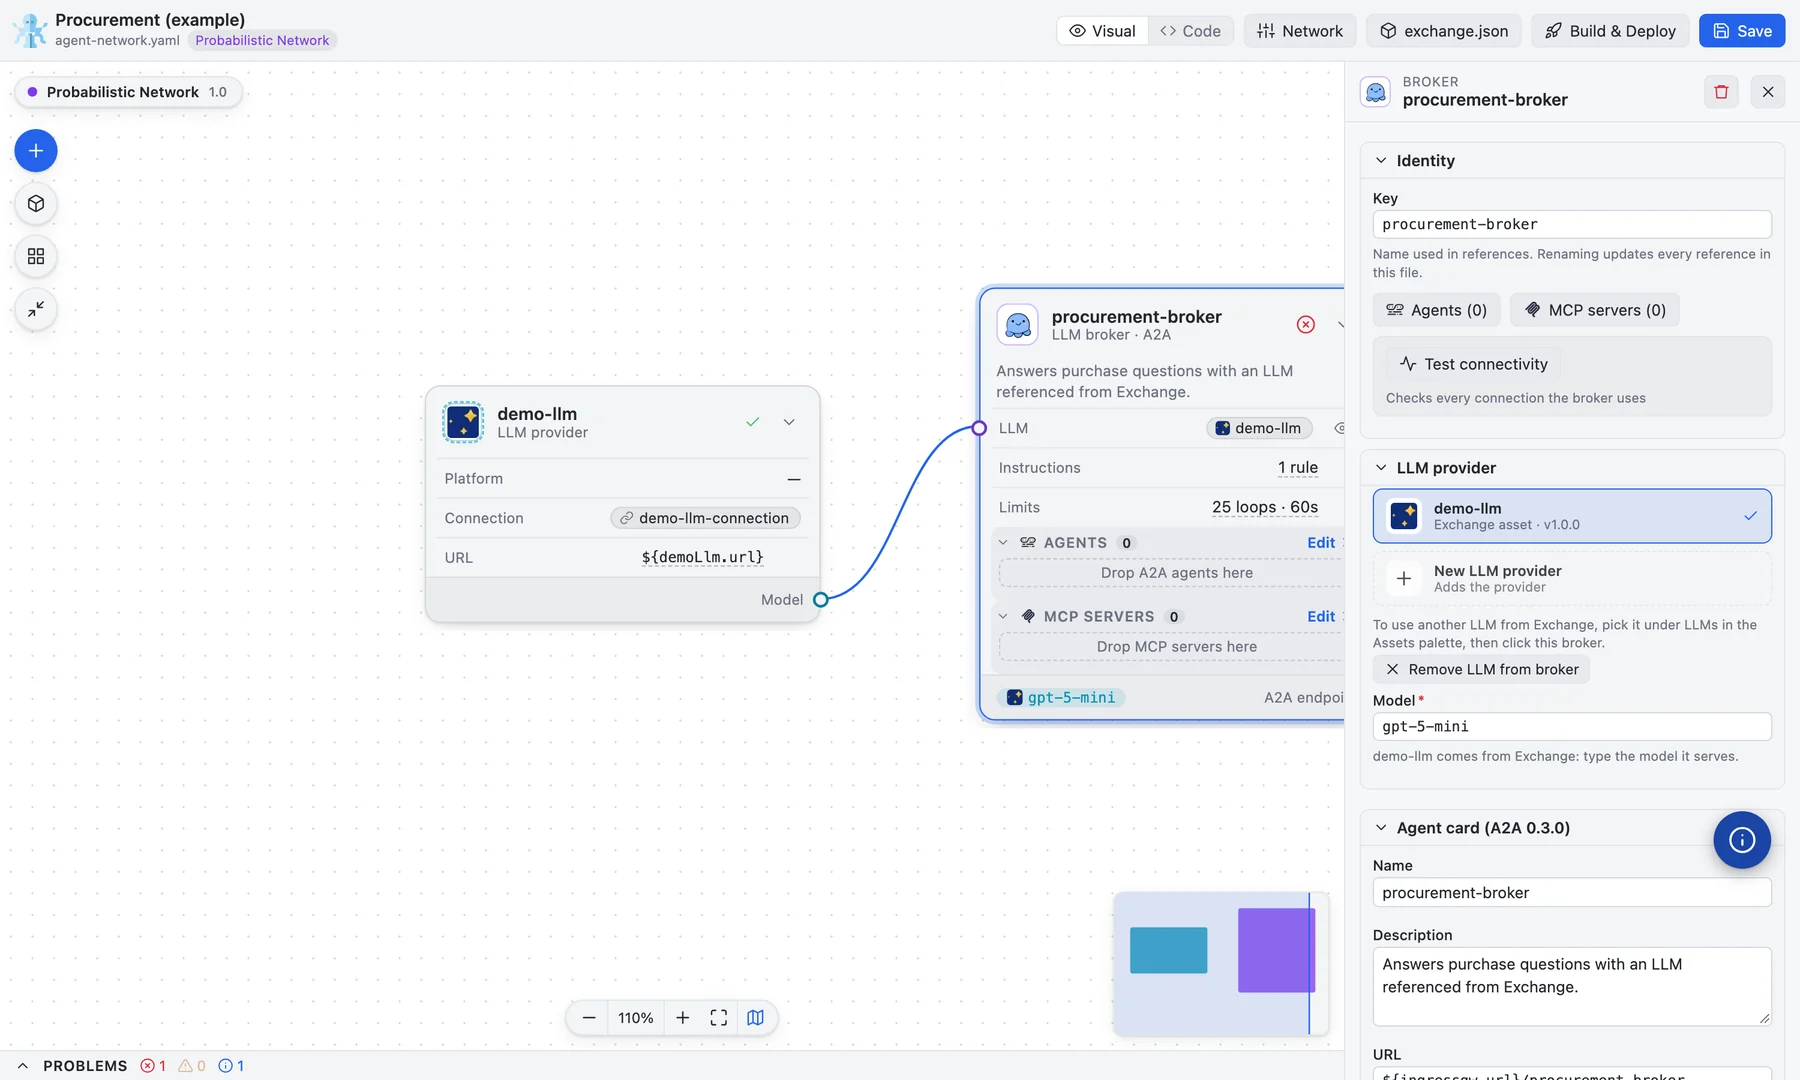 Procurement (example)
agent-network.yaml Probabilistic Network
Visual
Code
Network
exchange.json
Build & Deploy
Save
Probabilistic Network 1.0
demo-llm
LLM provider
Platform —
Connection demo-llm-connection
URL ${demoLlm.url}
Model
procurement-broker
LLM broker · A2A
Answers purchase questions with an LLM
referenced from Exchange.
LLM demo-llm
Instructions 1 rule
Limits 25 loops · 60s
AGENTS 0 Edit
Drop A2A agents here
MCP SERVERS 0 Edit
Drop MCP servers here
gpt-5-mini A2A endpoi
110%
PROBLEMS 1 0 1
BROKER
procurement-broker
Identity
Key
procurement-broker
Name used in references. Renaming updates every reference in
this file.
Agents (0) MCP servers (0)
Test connectivity
Checks every connection the broker uses
LLM provider
demo-llm
Exchange asset · v1.0.0
New LLM provider
Adds the provider
To use another LLM from Exchange, pick it under LLMs in the
Assets palette, then click this broker.
Remove LLM from broker
Model *
gpt-5-mini
demo-llm comes from Exchange: type the model it serves.
Agent card (A2A 0.3.0)
Name
procurement-broker
Description
Answers purchase questions with an LLM
referenced from Exchange.
URL
${ingressgw.url}/procurement-broker